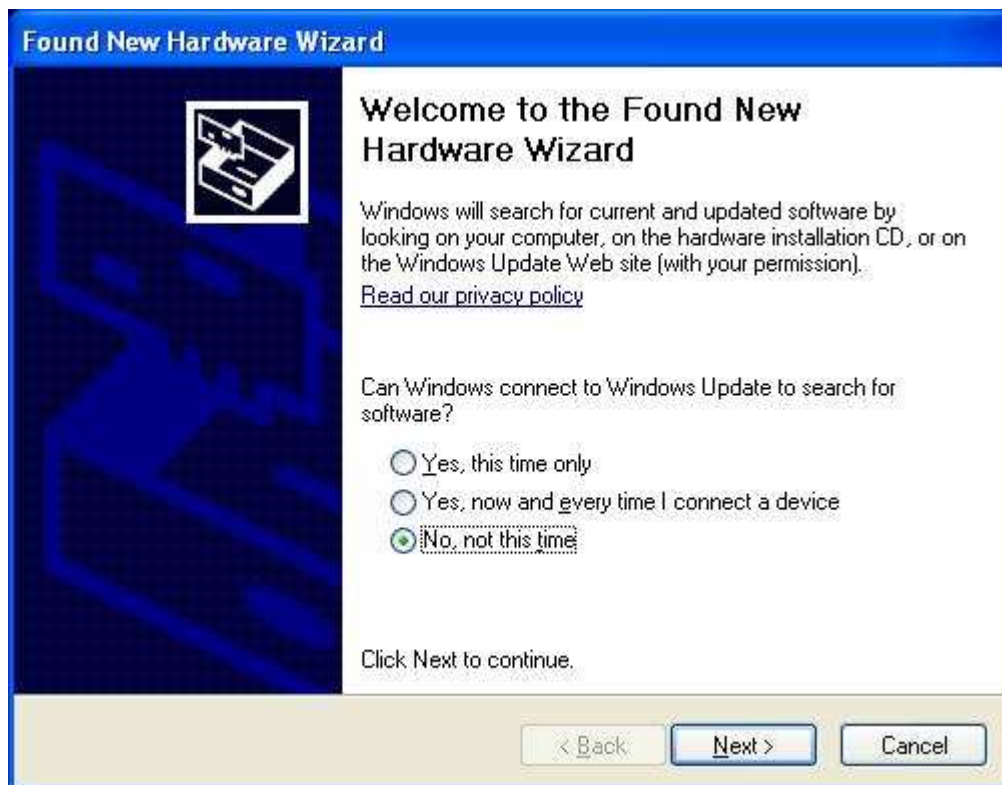 Found New Hardware Wizard
Welcome to the Found New
Hardware Wizard
Windows will search for current and updated software by
looking on your computer, on the hardware installation CD, or on
the Windows Update Web site (with your permission).
Read our privacy policy
Can Windows connect to Windows Update to search for
software?
Yes, this time only
Yes, now and every time I connect a device
No, not this time
Click Next to continue.
< Back
Next >
Cancel